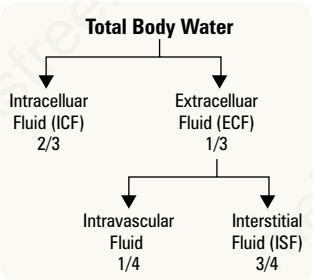 Total Body Water
Intracelluar
Fluid (ICF)
2/3
Extracelluar
Fluid (ECF)
1/3
Intravascular
Fluid
1/4
Interstitial
Fluid (ISF)
3/4